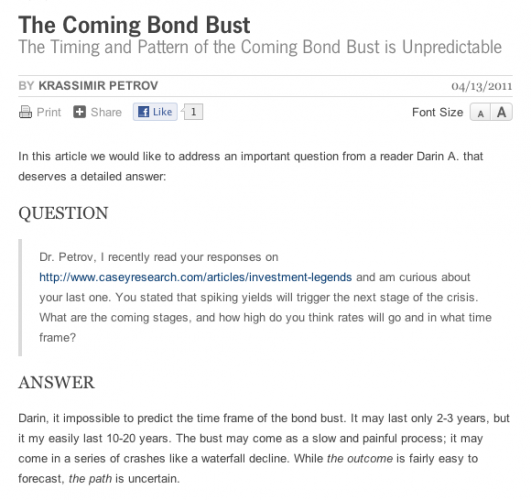 The Coming Bond Bust
The Timing and Pattern of the Coming Bond Bust is Unpredictable
BY KRASSIMIR PETROV 04/13/2011
Print Share Like 1 Font Size A A
In this article we would like to address an important question from a reader Darin A. that
deserves a detailed answer:
QUESTION
Dr. Petrov, I recently read your responses on
http://www.caseyresearch.com/articles/investment-legends and am curious about
your last one. You stated that spiking yields will trigger the next stage of the crisis.
What are the coming stages, and how high do you think rates will go and in what time
frame?
ANSWER
Darin, it impossible to predict the time frame of the bond bust. It may last only 2-3 years, but
it my easily last 10-20 years. The bust may come as a slow and painful process; it may
come in a series of crashes like a waterfall decline. While the outcome is fairly easy to
forecast, the path is uncertain.